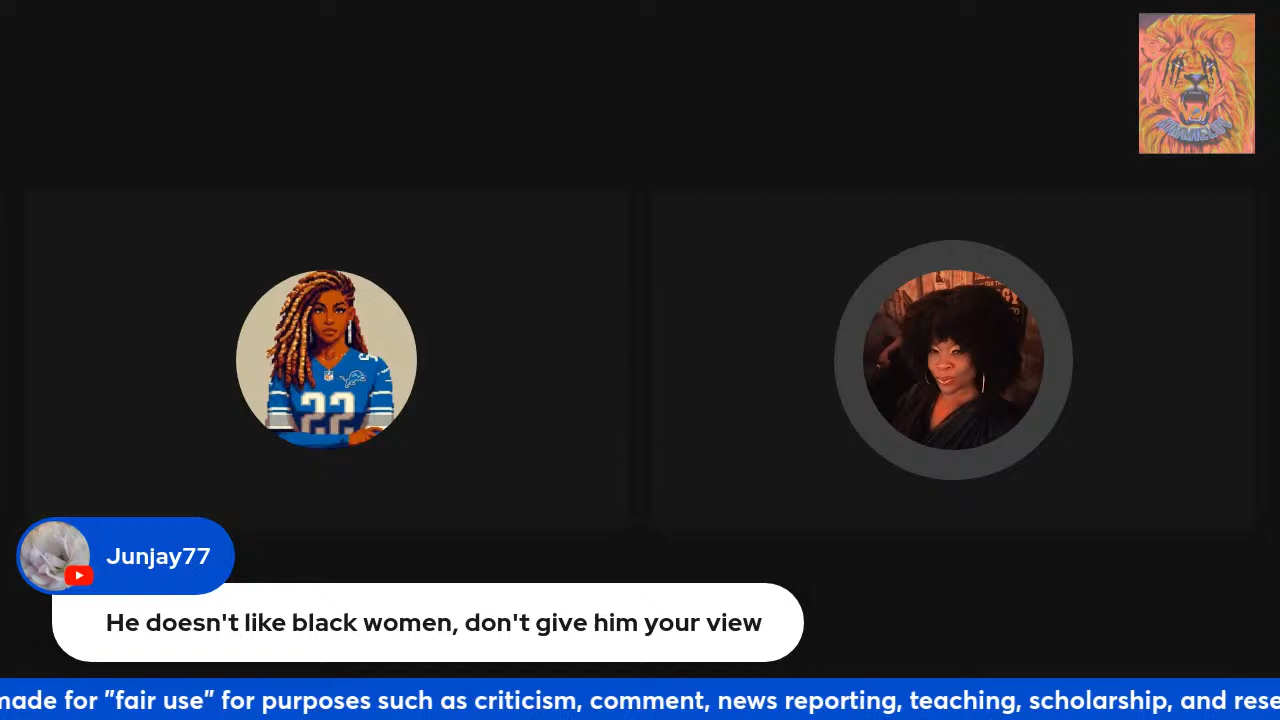 22
Junjay77
He doesn't like black women, don't give him your view
made for "fair use" for purposes such as criticism, comment, news reporting, teaching, scholarship, and rese